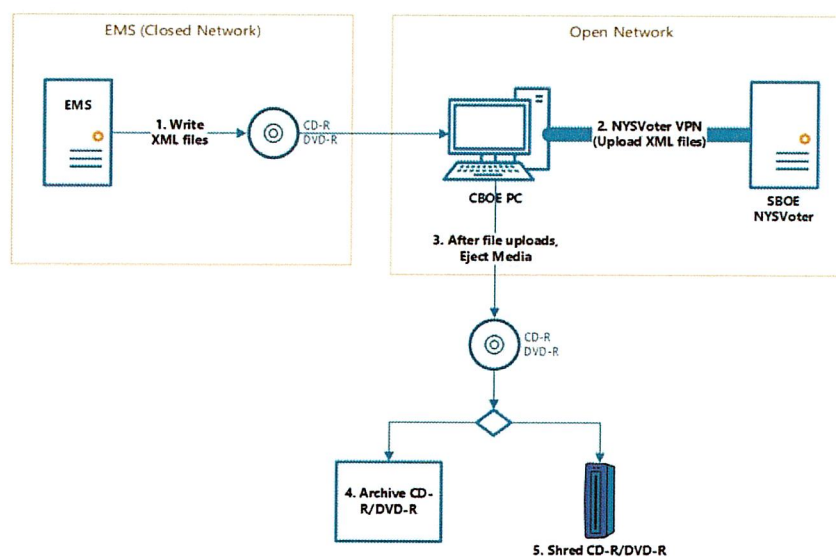 EMS (Closed Network)
Open Network
EMS
1. Write
XML files
CD-R
DVD-R
2. NYSVoter VPN
(Upload XML files)
CBOE PC
SBOE
NYSVoter
3. After file uploads,
Eject Media
CD-R
DVD-R
4. Archive CD-
R/DVD-R
5. Shred CD-R/DVD-R